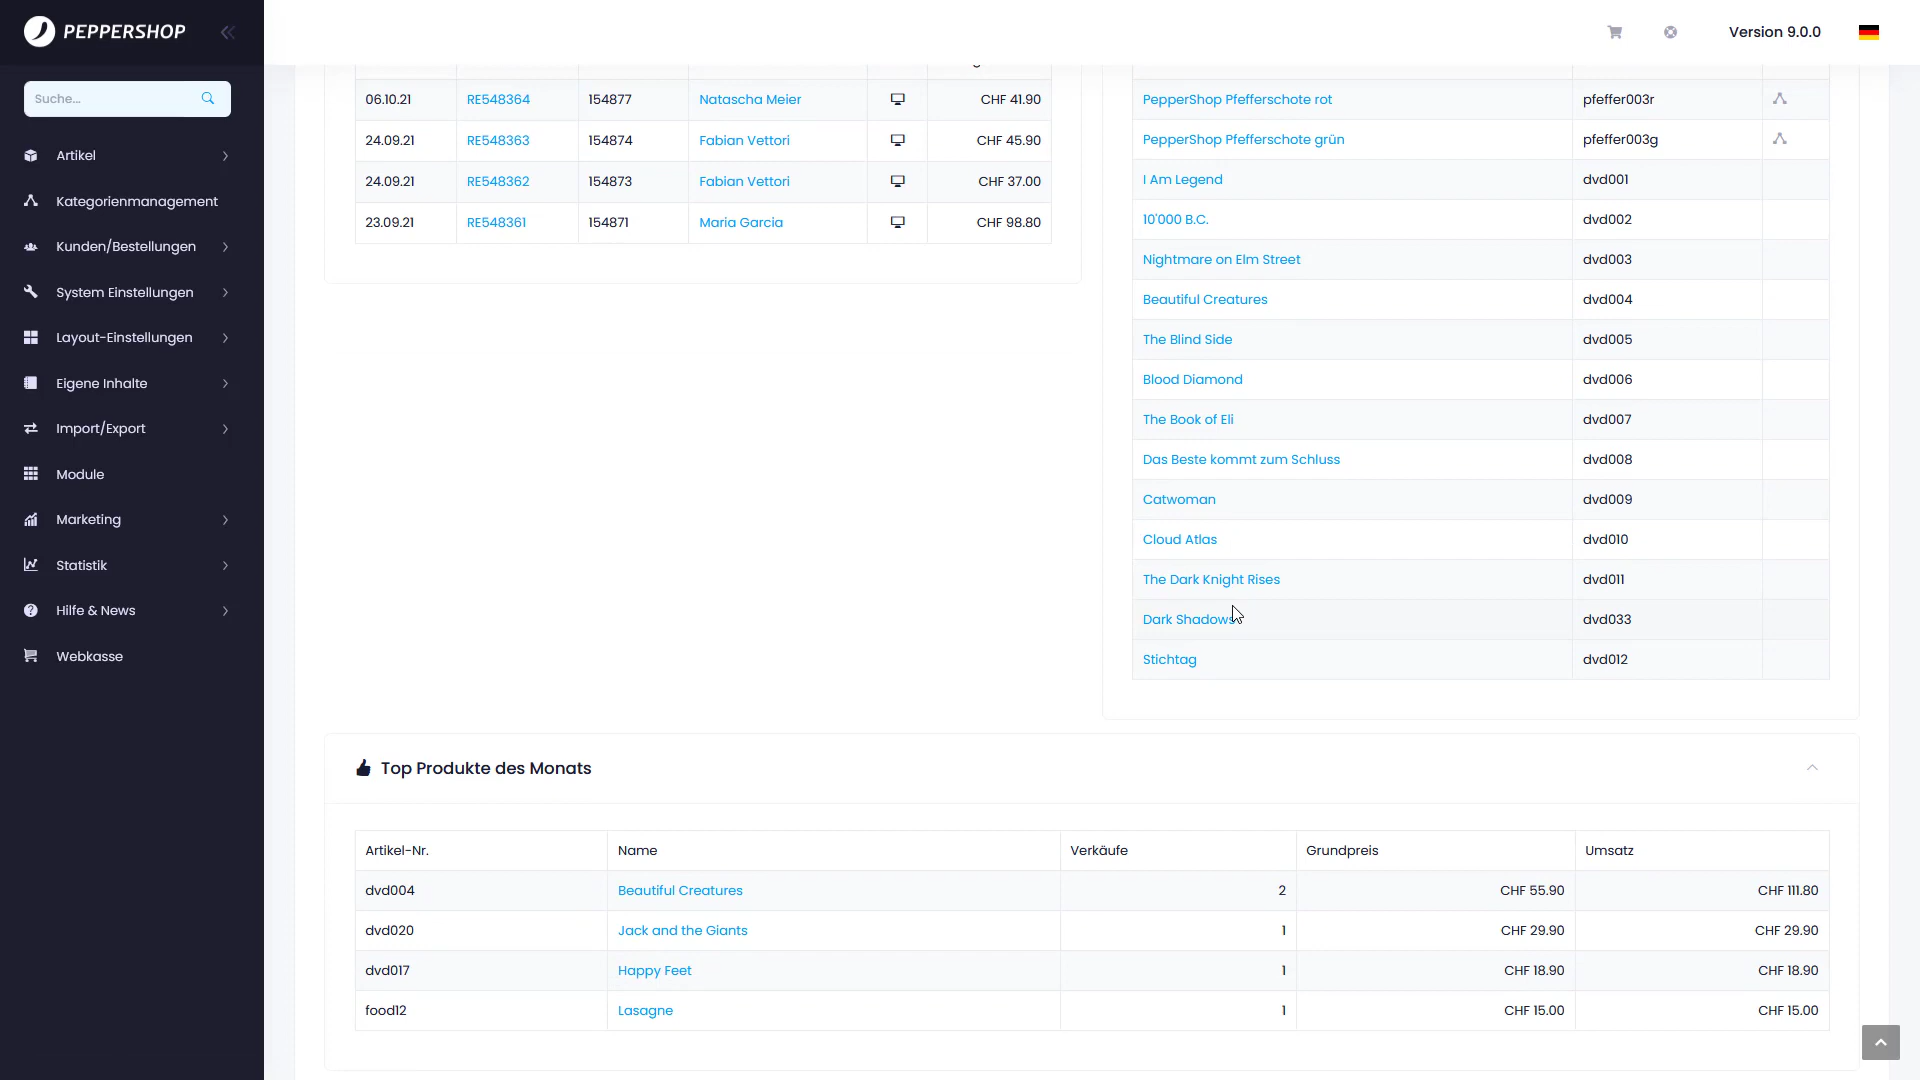 PEPPERSHOP
Version 9.0.0
Suche...
Artikel
Kategorienmanagement
Kunden/Bestellungen
System Einstellungen
Layout-Einstellungen
Eigene Inhalte
Import/Export
Module
Marketing
Statistik
Hilfe & News
Webkasse
06.10.21 RE548364 154877 Natascha Meier CHF 41.90
24.09.21 RE548363 154874 Fabian Vettori CHF 45.90
24.09.21 RE548362 154873 Fabian Vettori CHF 37.00
23.09.21 RE548361 154871 Maria Garcia CHF 98.80
PepperShop Pfefferschote rot pfeffer003r
PepperShop Pfefferschote grün pfeffer003g
I Am Legend dvd001
10'000 B.C. dvd002
Nightmare on Elm Street dvd003
Beautiful Creatures dvd004
The Blind Side dvd005
Blood Diamond dvd006
The Book of Eli dvd007
Das Beste kommt zum Schluss dvd008
Catwoman dvd009
Cloud Atlas dvd010
The Dark Knight Rises dvd011
Dark Shadows dvd033
Stichtag dvd012
Top Produkte des Monats
Artikel-Nr. Name Verkäufe Grundpreis Umsatz
dvd004 Beautiful Creatures 2 CHF 55.90 CHF 111.80
dvd020 Jack and the Giants 1 CHF 29.90 CHF 29.90
dvd017 Happy Feet 1 CHF 18.90 CHF 18.90
food12 Lasagne 1 CHF 15.00 CHF 15.00